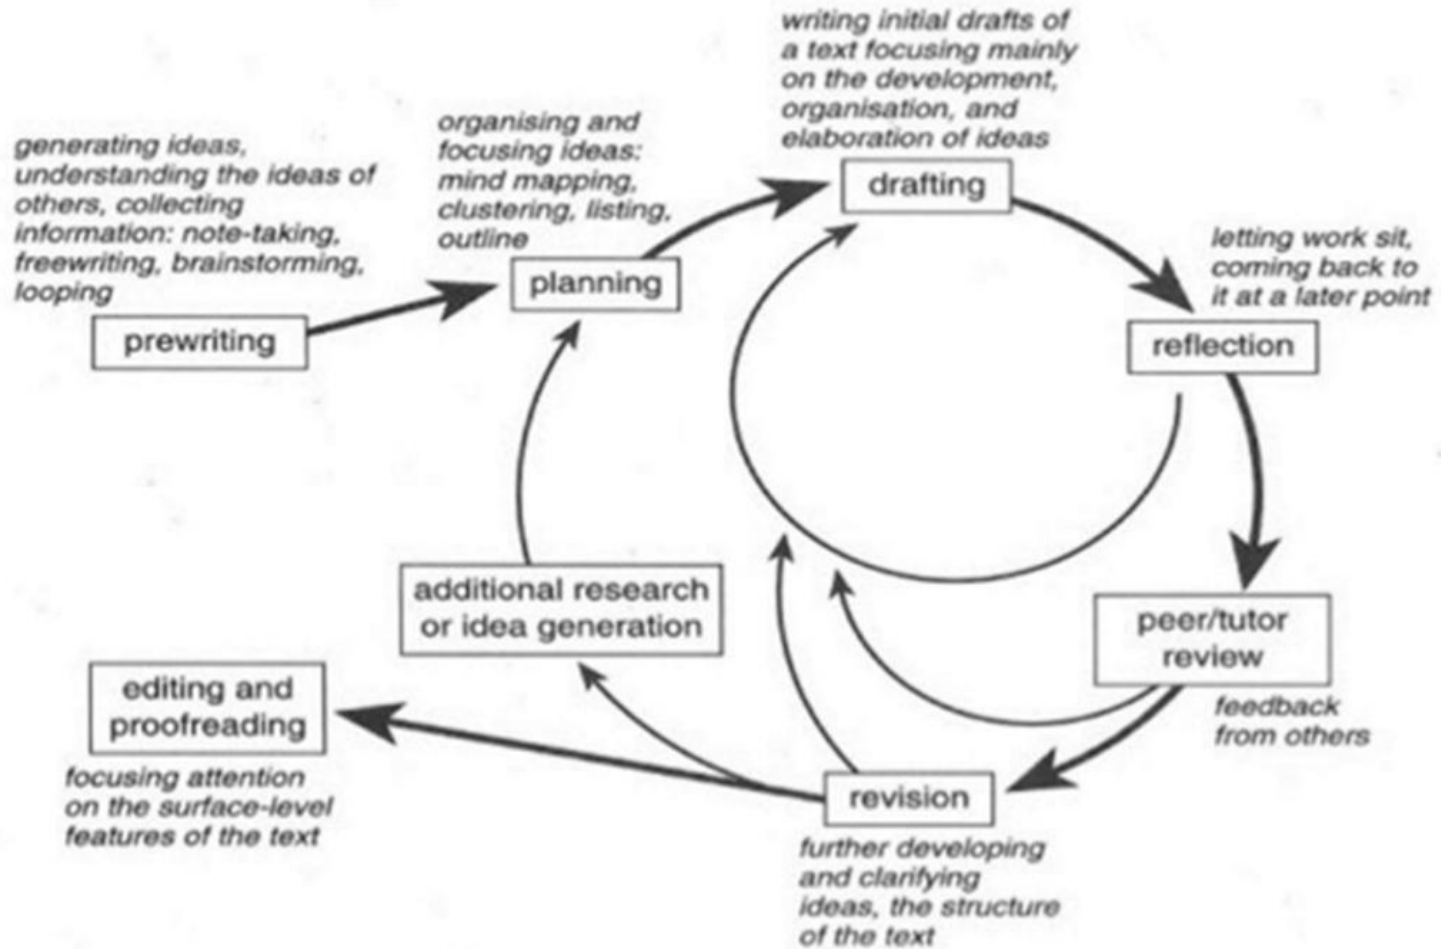 generating ideas,
understanding the ideas of
others, collecting
information: note-taking,
freewriting, brainstorming,
looping
prewriting
organising and
focusing ideas:
mind mapping,
clustering, listing,
outline
planning
writing initial drafts of
a text focusing mainly
on the development,
organisation, and
elaboration of ideas
drafting
letting work sit,
coming back to
it at a later point
reflection
peer/tutor
review
feedback
from others
revision
further developing
and clarifying
ideas, the structure
of the text
additional research
or idea generation
editing and
proofreading
focusing attention
on the surface-level
features of the text